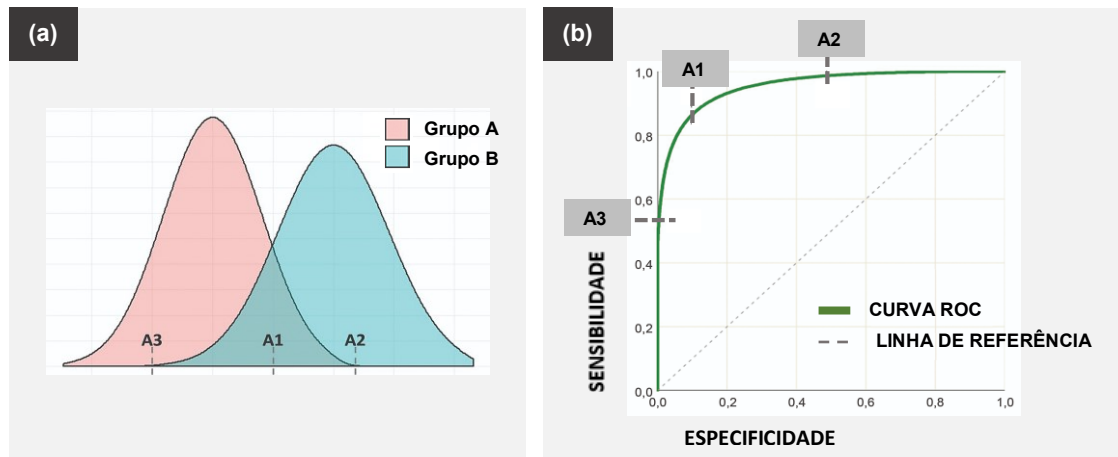 (a)
Grupo A
Grupo B
A3
A1
A2
(b)
A2
A1
A3
1,0
0,8
0,6
0,4
0,2
0,0
0,0
0,2
0,4
0,6
0,8
1,0
SENSIBILIDADE
CURVA ROC
LINHA DE REFERÊNCIA
ESPECIFICIDADE